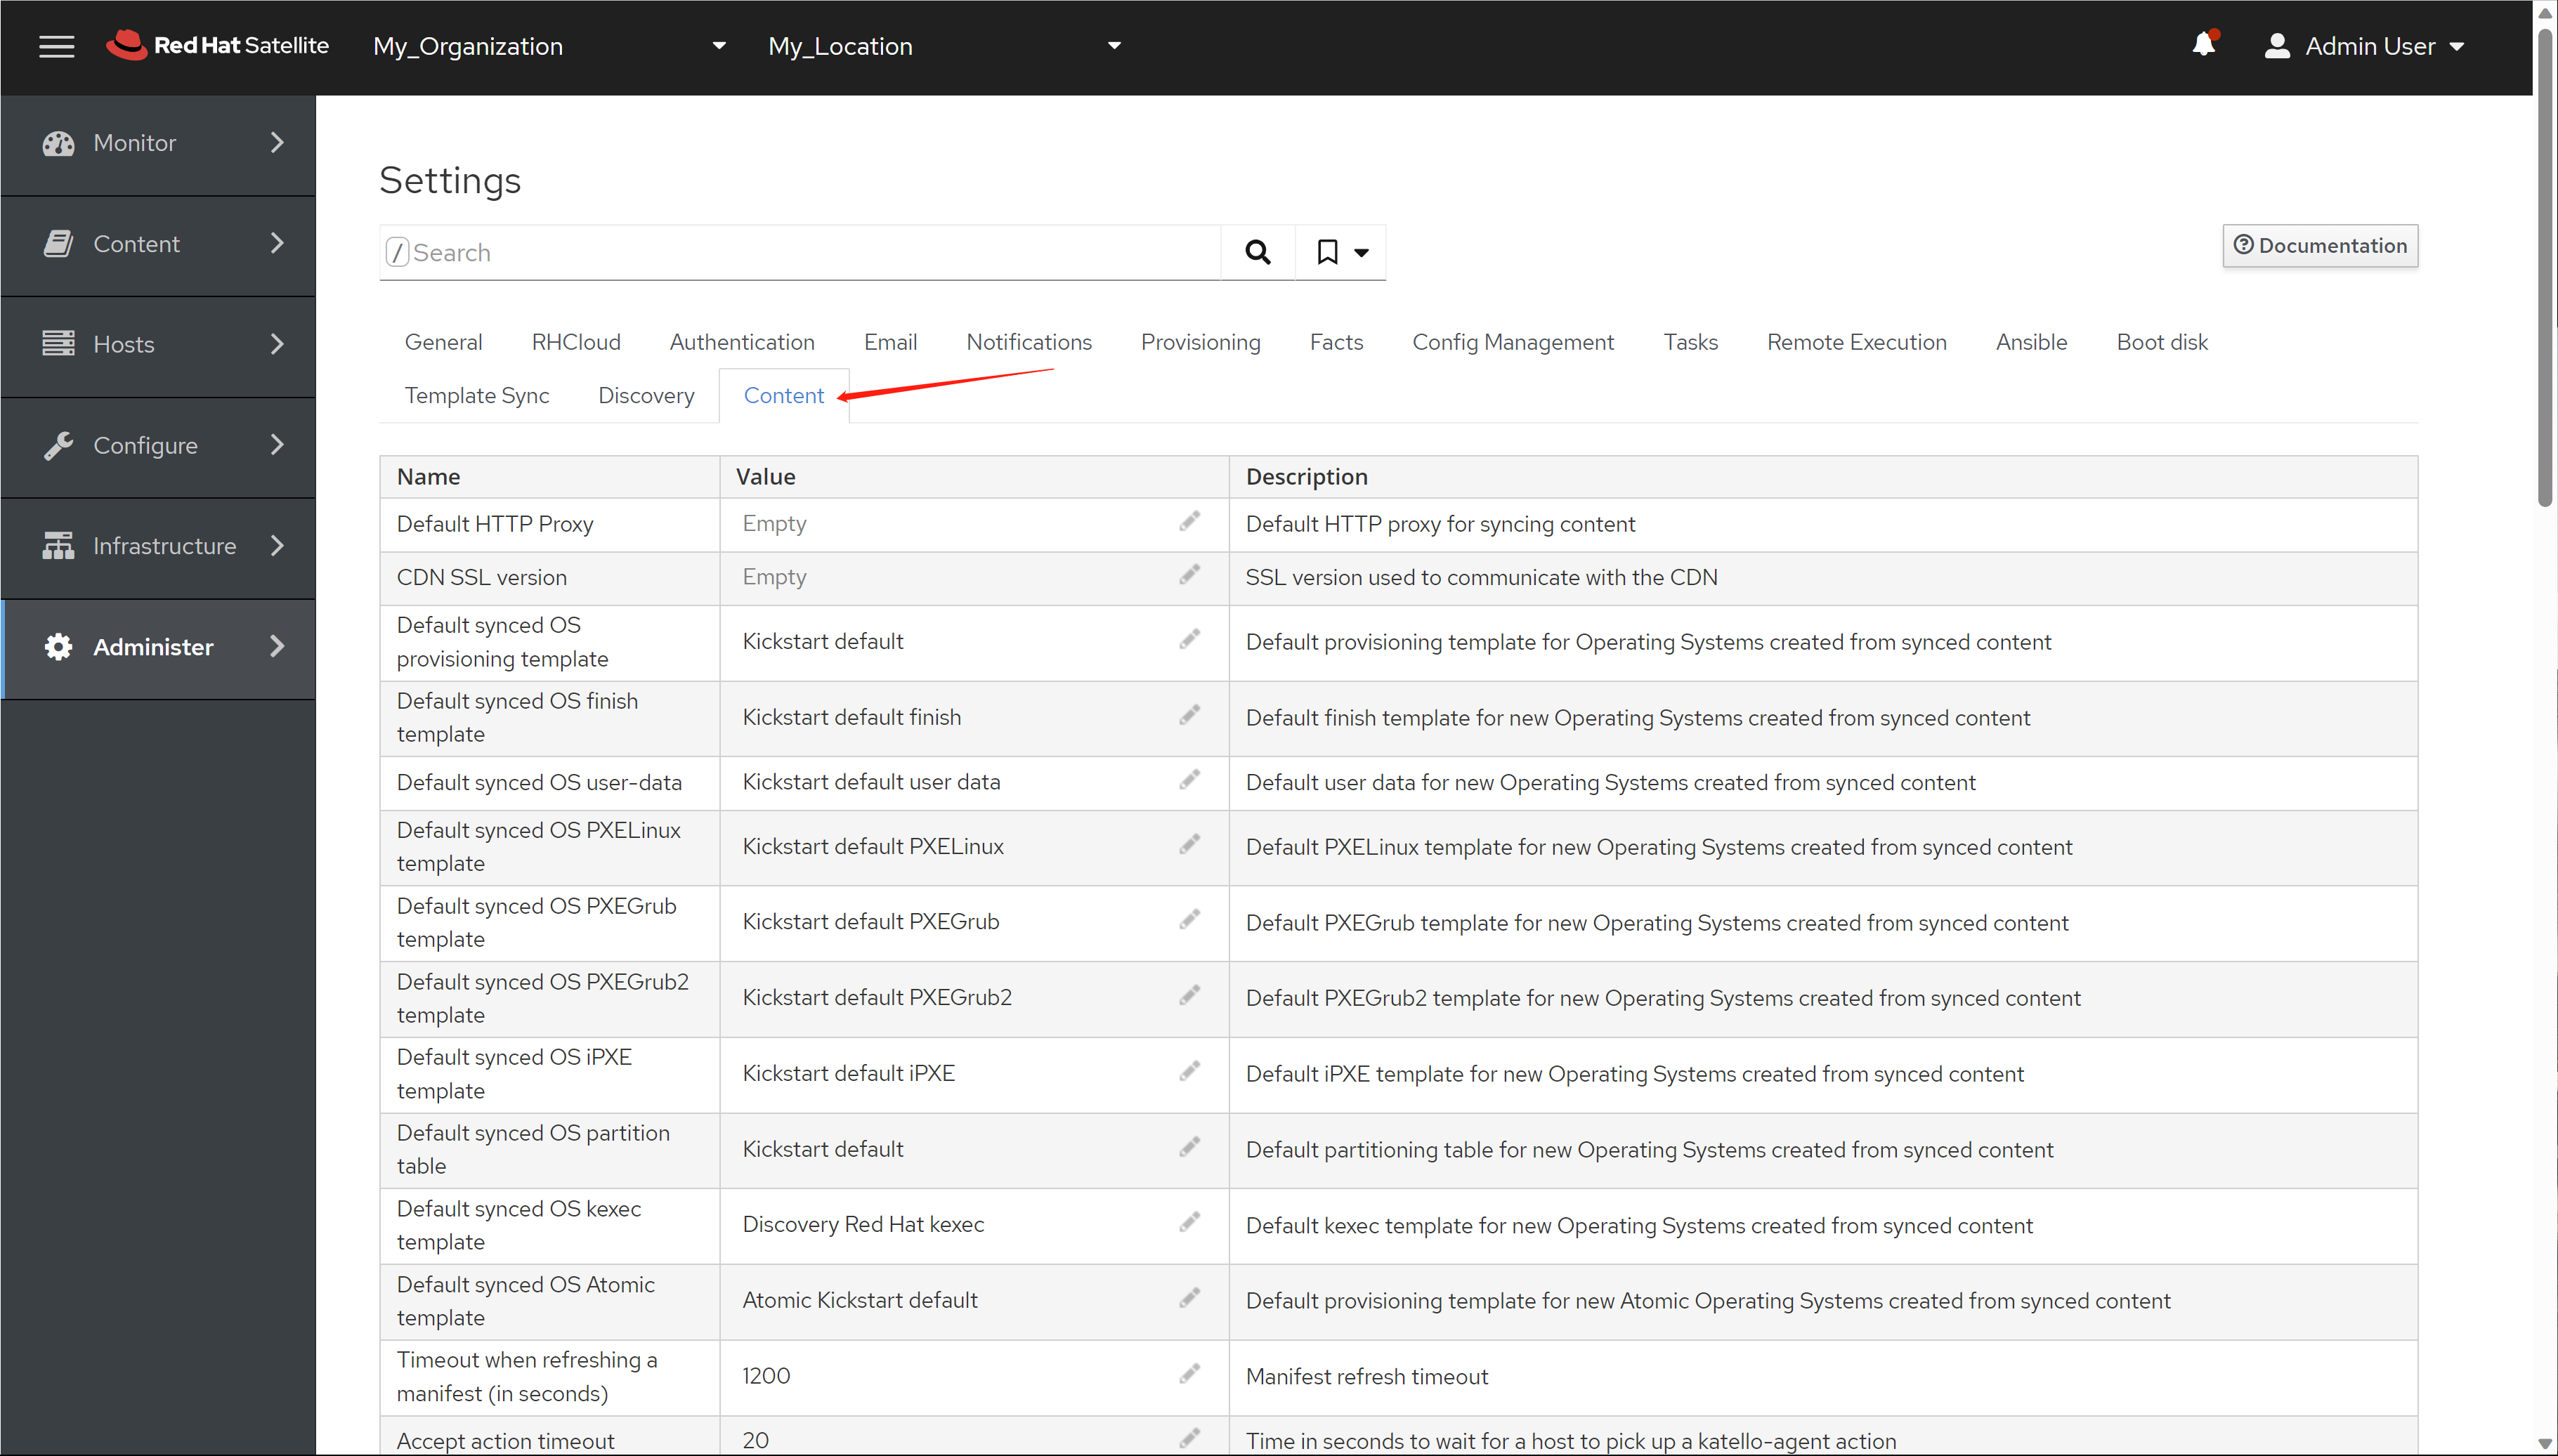 Red Hat Satellite
My_Organization
My_Location
Admin User
Monitor
Content
Hosts
Configure
Infrastructure
Administer
Settings
/ Search
Documentation
General RHCloud Authentication Email Notifications Provisioning Facts Config Management Tasks Remote Execution Ansible Boot disk
Template Sync Discovery Content
Name Value Description
Default HTTP Proxy Empty Default HTTP proxy for syncing content
CDN SSL version Empty SSL version used to communicate with the CDN
Default synced OS
provisioning template
Kickstart default
Default provisioning template for Operating Systems created from synced content
Default synced OS finish
template
Kickstart default finish
Default finish template for new Operating Systems created from synced content
Default synced OS user-data Kickstart default user data Default user data for new Operating Systems created from synced content
Default synced OS PXELinux
template
Kickstart default PXELinux
Default PXELinux template for new Operating Systems created from synced content
Default synced OS PXEGrub
template
Kickstart default PXEGrub
Default PXEGrub template for new Operating Systems created from synced content
Default synced OS PXEGrub2
template
Kickstart default PXEGrub2
Default PXEGrub2 template for new Operating Systems created from synced content
Default synced OS iPXE
template
Kickstart default iPXE
Default iPXE template for new Operating Systems created from synced content
Default synced OS partition
table
Kickstart default
Default partitioning table for new Operating Systems created from synced content
Default synced OS kexec
template
Discovery Red Hat kexec
Default kexec template for new Operating Systems created from synced content
Default synced OS Atomic
template
Atomic Kickstart default
Default provisioning template for new Atomic Operating Systems created from synced content
Timeout when refreshing a
manifest (in seconds)
1200
Manifest refresh timeout
Accept action timeout 20 Time in seconds to wait for a host to pick up a katello-agent action